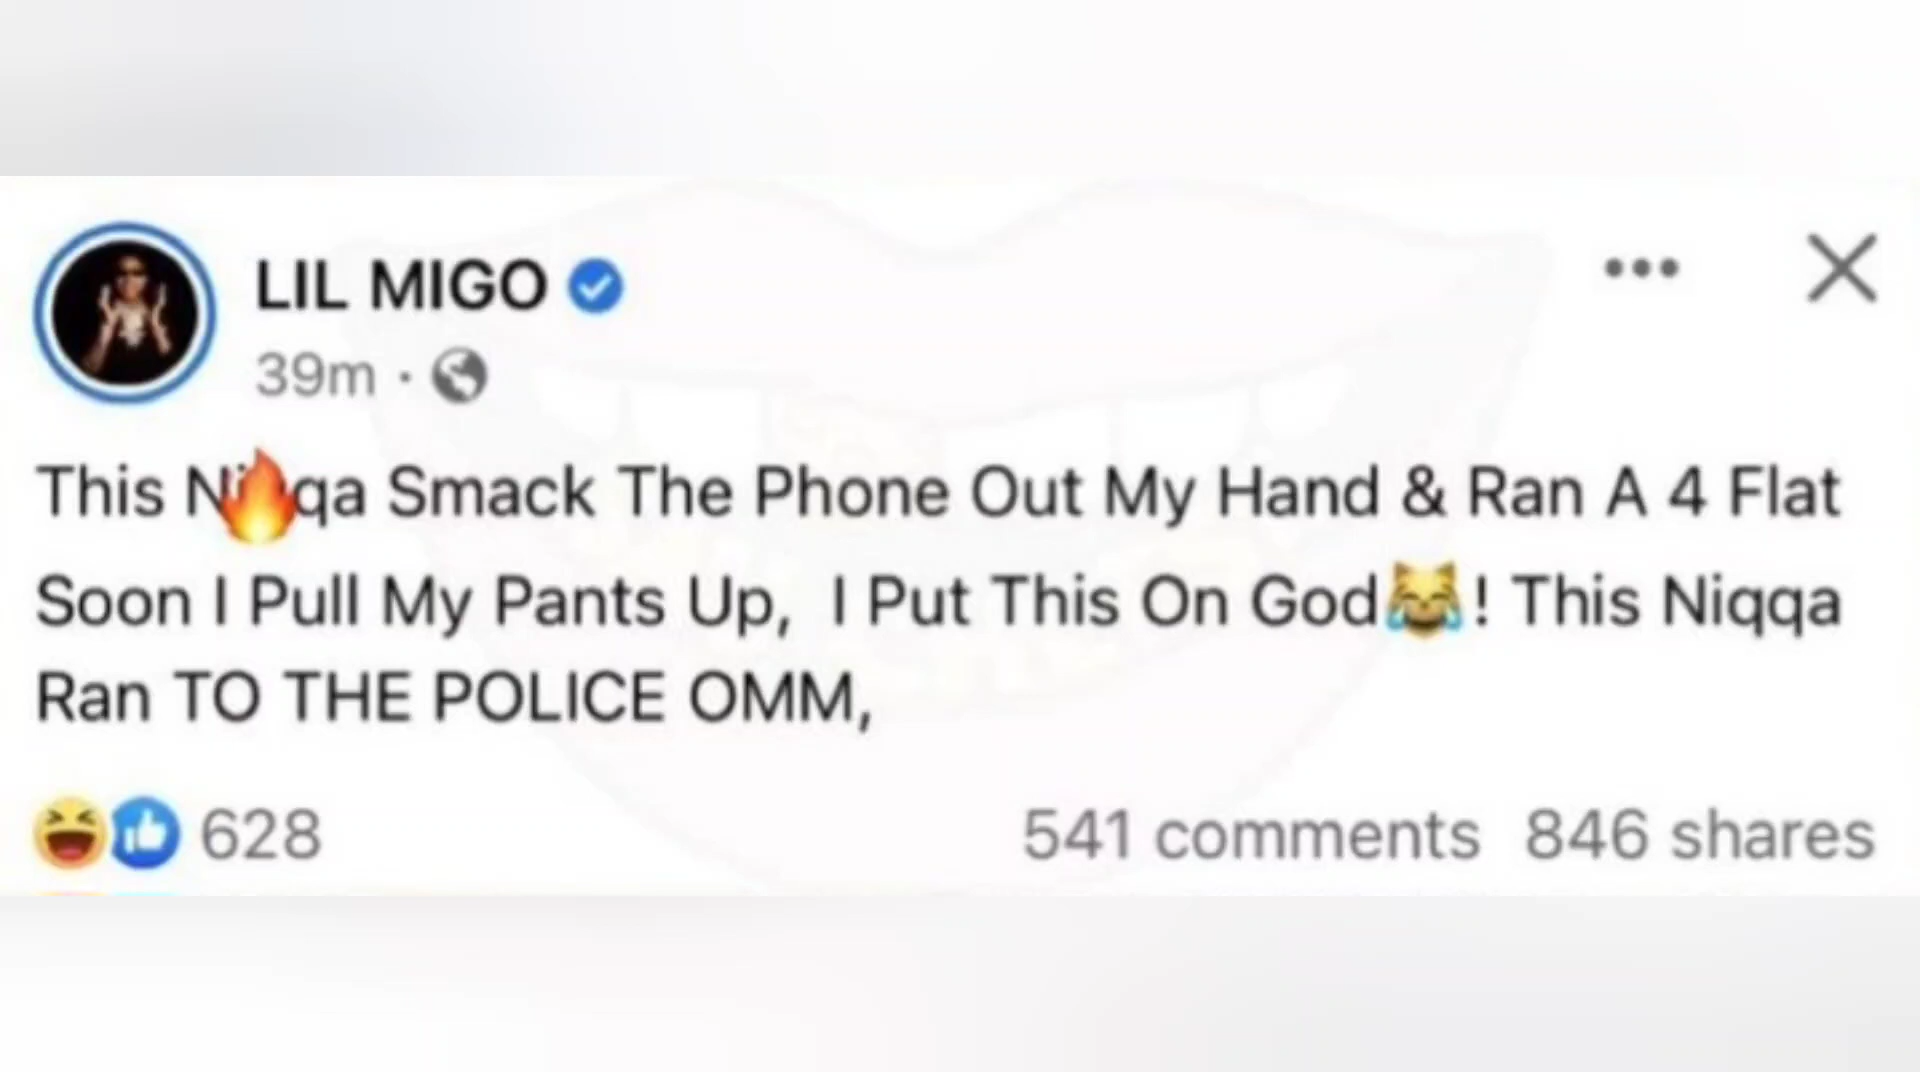 LIL MIGO
39m ·
This N🔥qa Smack The Phone Out My Hand & Ran A 4 Flat
Soon I Pull My Pants Up, I Put This On God😹! This Niqqa
Ran TO THE POLICE OMM,
628 541 comments 846 shares